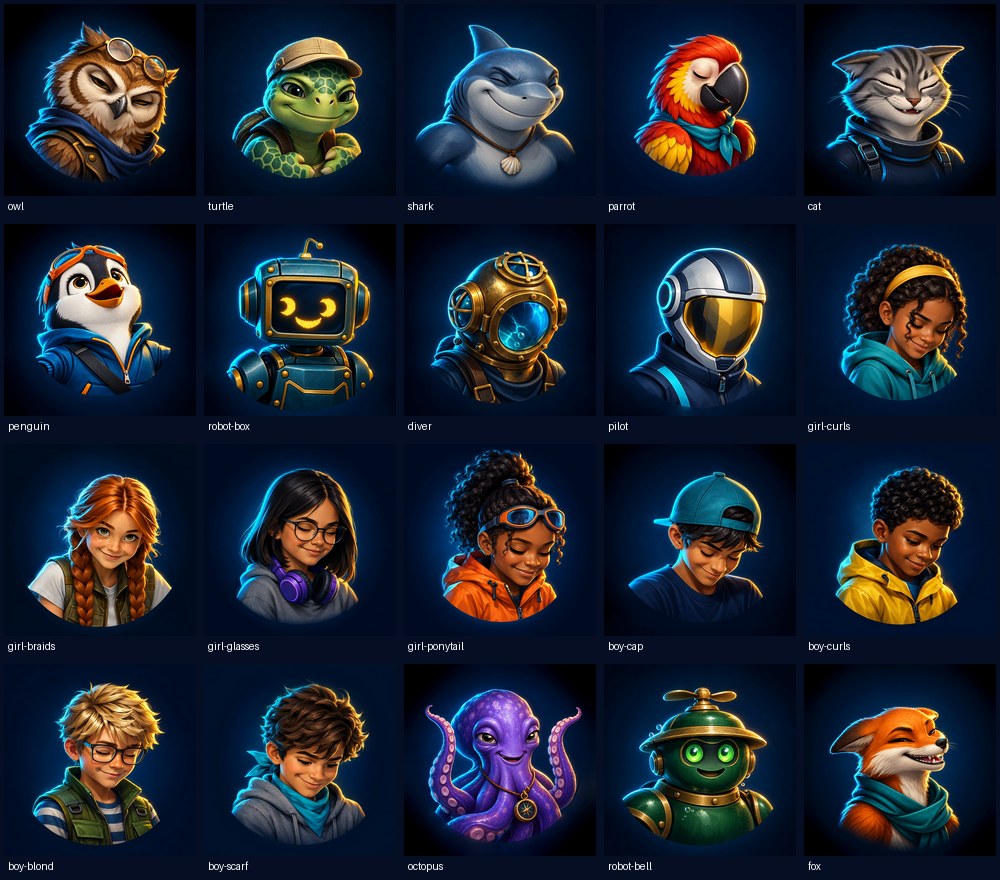 owl
turtle
shark
parrot
cat
penguin
robot-box
diver
pilot
girl-curls
girl-braids
girl-glasses
girl-ponytail
boy-cap
boy-curls
boy-blond
boy-scarf
octopus
robot-bell
fox